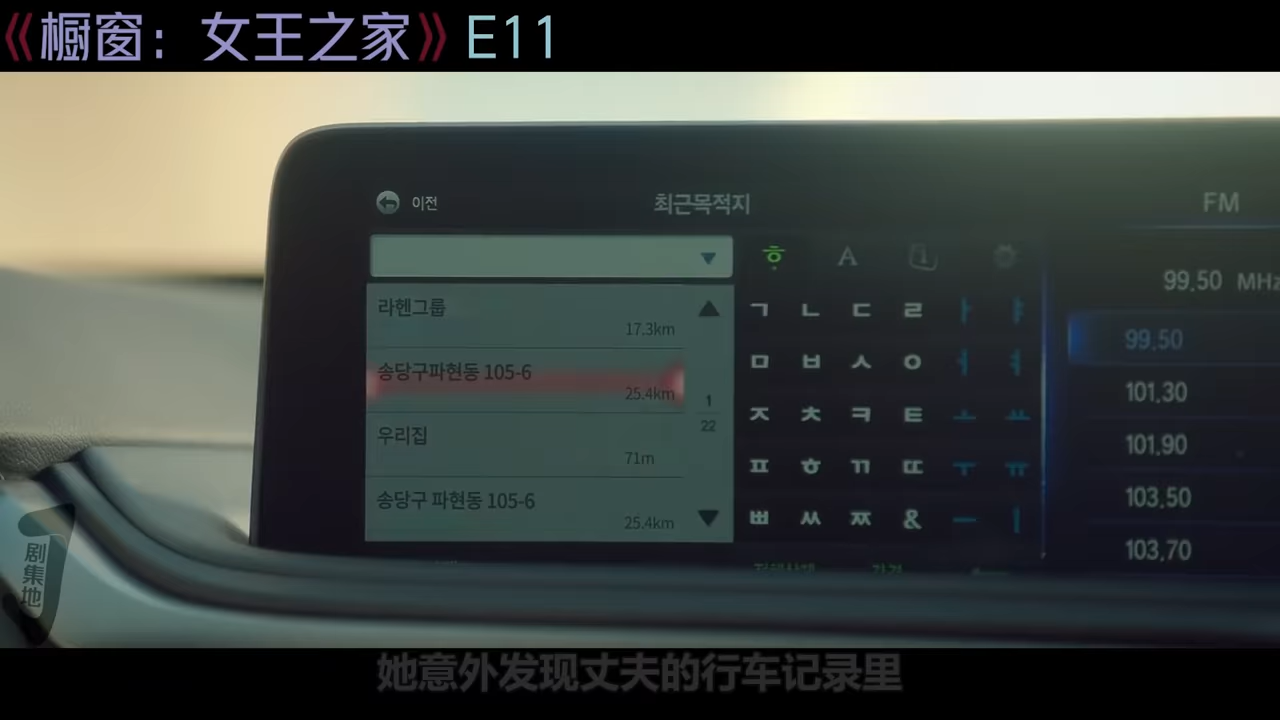 《橱窗：女王之家》E11
이전
최근목적지
FM
ㅎ A
99.50 MHz
라헨그룹
17.3km
송당구파현동 105-6
25.4km
우리집
71m
송당구 파현동 105-6
25.4km
1
22
ㄱ ㄴ ㄷ ㄹ ㅏ ㅑ
ㅁ ㅂ ㅅ ㅇ ㅓ ㅕ
ㅈ ㅊ ㅋ ㅌ ㅗ ㅛ
ㅍ ㅎ ㄲ ㄸ ㅜ ㅠ
ㅃ ㅆ ㅉ & ㅡ ㅣ
99.50
101.30
101.90
103.50
103.70
剧集地
她意外发现丈夫的行车记录里